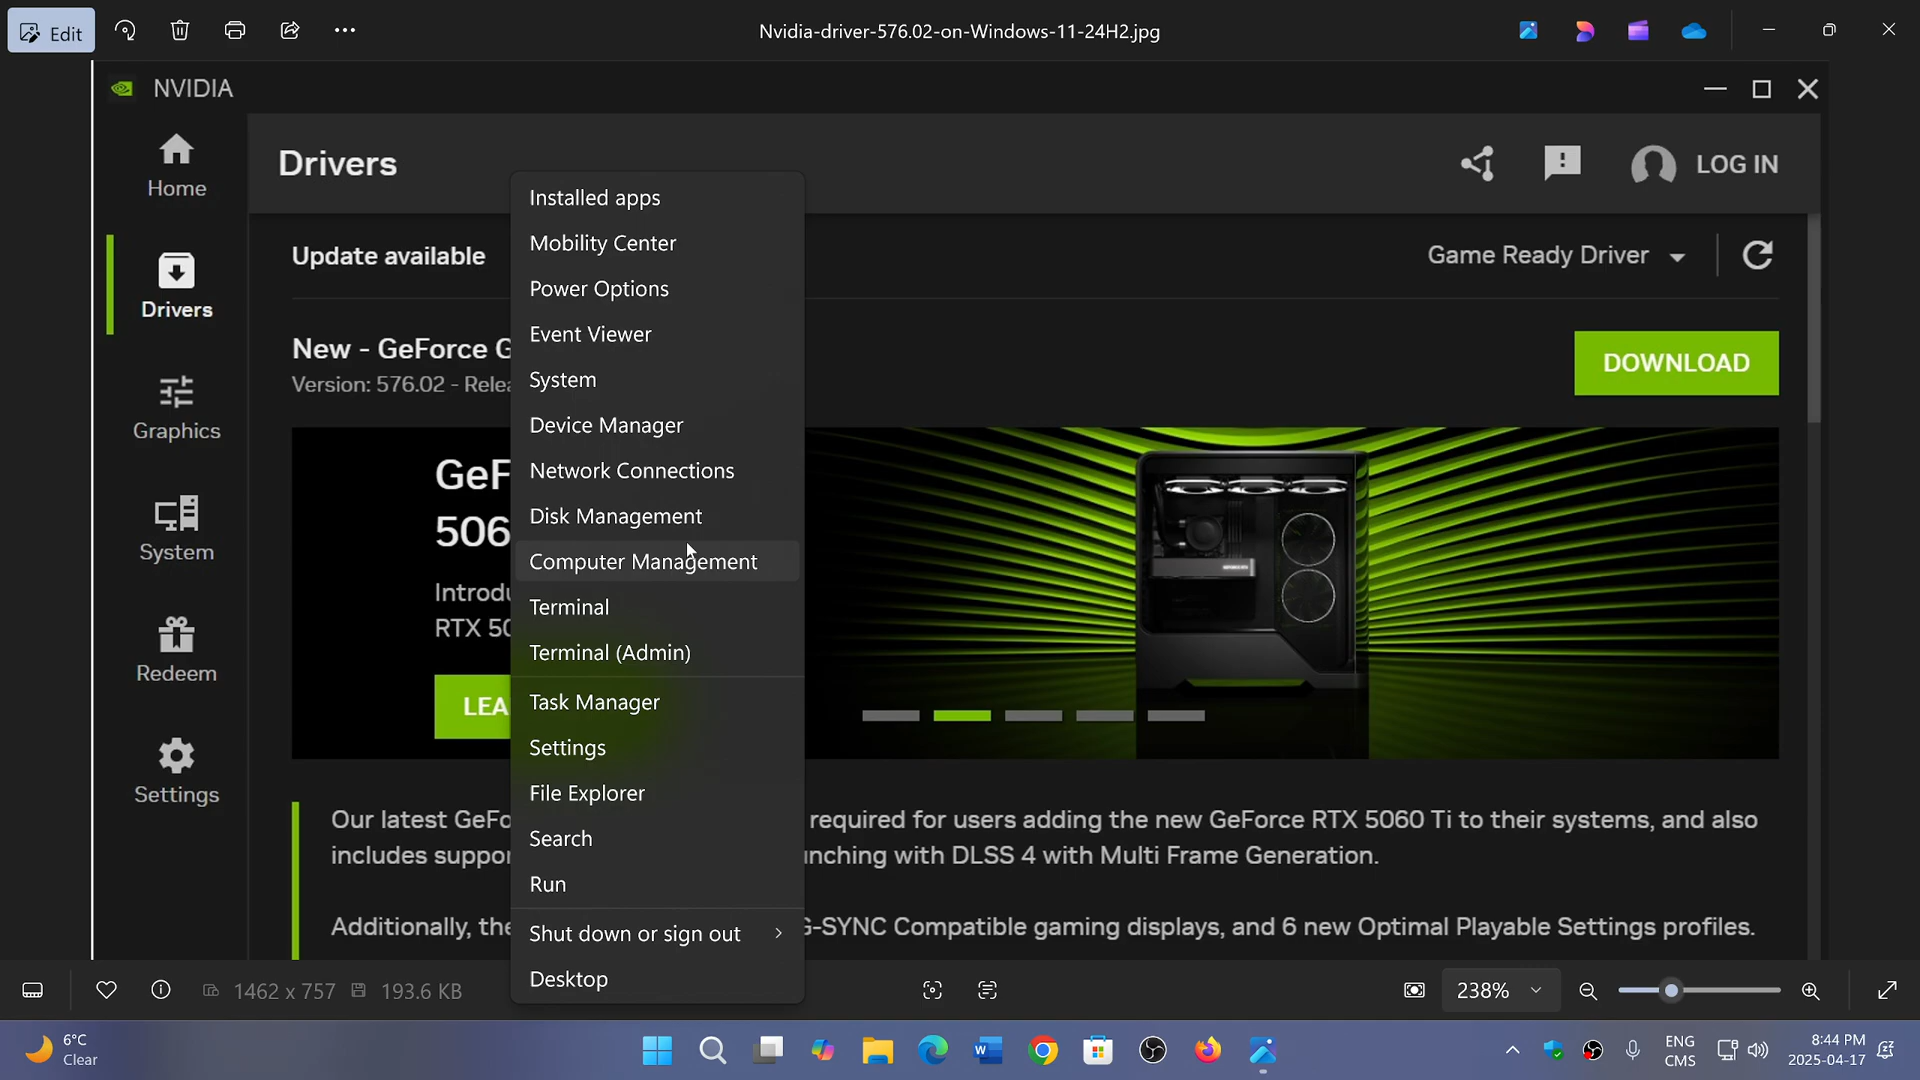 Edit
Nvidia-driver-576.02-on-Windows-11-24H2.jpg
NVIDIA
Home
Drivers
Graphics
System
Redeem
Settings
Drivers
LOG IN
Update available
Game Ready Driver
New - GeForce G
Version: 576.02 - Relea
DOWNLOAD
GeF
506
Introdu
RTX 50
LEA
Our latest GeFo required for users adding the new GeForce RTX 5060 Ti to their systems, and also
includes suppor nching with DLSS 4 with Multi Frame Generation.
Additionally, the G-SYNC Compatible gaming displays, and 6 new Optimal Playable Settings profiles.
Installed apps
Mobility Center
Power Options
Event Viewer
System
Device Manager
Network Connections
Disk Management
Computer Management
Terminal
Terminal (Admin)
Task Manager
Settings
File Explorer
Search
Run
Shut down or sign out
Desktop
1462 x 757
193.6 KB
238%
6°C
Clear
ENG
CMS
8:44 PM
2025-04-17